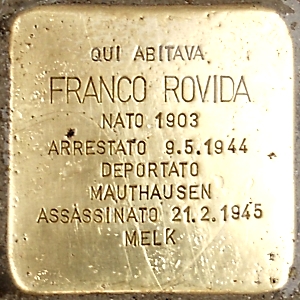 QUI ABITAVA
FRANCO ROVIDA
NATO 1903
ARRESTATO 9.5.1944
DEPORTATO
MAUTHAUSEN
ASSASSINATO 21.2.1945
MELK